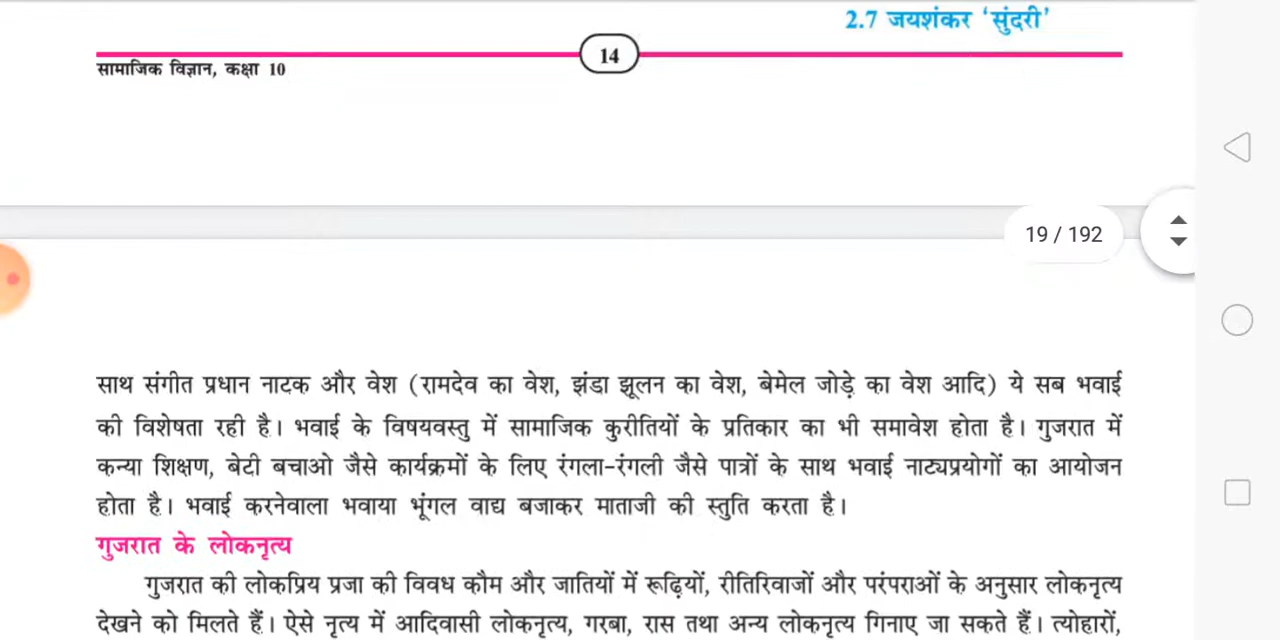 2.7 जयशंकर ‘सुंदरी’
14
सामाजिक विज्ञान, कक्षा 10
19 / 192
साथ संगीत प्रधान नाटक और वेश (रामदेव का वेश, झंडा झूलन का वेश, बेमेल जोड़े का वेश आदि) ये सब भवाई
की विशेषता रही है। भवाई के विषयवस्तु में सामाजिक कुरीतियों के प्रतिकार का भी समावेश होता है। गुजरात में
कन्या शिक्षण, बेटी बचाओ जैसे कार्यक्रमों के लिए रंगला-रंगली जैसे पात्रों के साथ भवाई नाट्यप्रयोगों का आयोजन
होता है। भवाई करनेवाला भवाया भूंगल वाद्य बजाकर माताजी की स्तुति करता है।
गुजरात के लोकनृत्य
गुजरात की लोकप्रिय प्रजा की विवध कौम और जातियों में रूढ़ियों, रीतिरिवाजों और परंपराओं के अनुसार लोकनृत्य
देखने को मिलते हैं। ऐसे नृत्य में आदिवासी लोकनृत्य, गरबा, रास तथा अन्य लोकनृत्य गिनाए जा सकते हैं। त्योहारों,